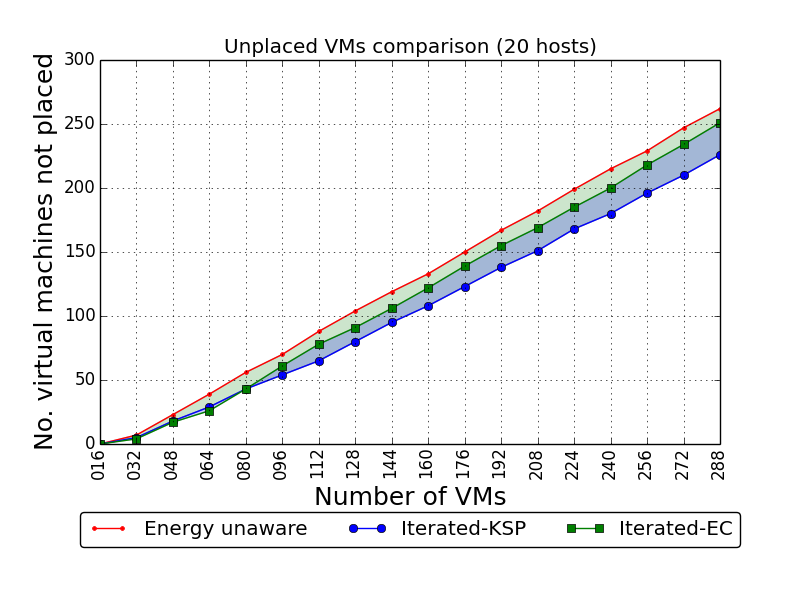 Unplaced VMs comparison (20 hosts)
No. virtual machines not placed
300
250
200
150
100
50
0
016 032 048 064 080 096 112 128 144 160 176 192 208 224 240 256 272 288
Number of VMs
Energy unaware Iterated-KSP Iterated-EC